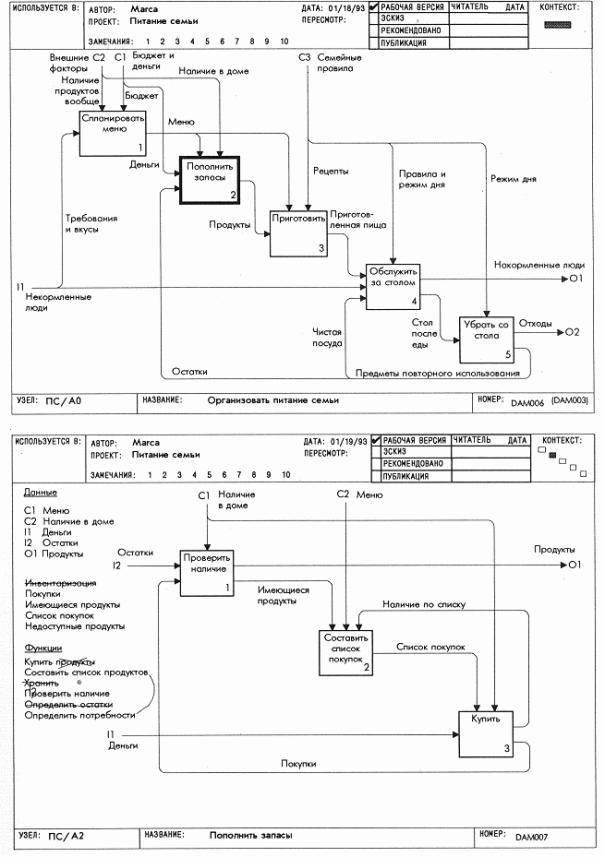 ИСПОЛЬЗУЕТСЯ В:
АВТОР: Marca
ДАТА: 01/18/93
РАБОЧАЯ ВЕРСИЯ
ЧИТАТЕЛЬ ДАТА
КОНТЕКСТ:
ПРОЕКТ: Питание семьи
ПЕРЕСМОТР:
ЭСКИЗ
РЕКОМЕНДОВАНО
ЗАМЕЧАНИЯ: 1 2 3 4 5 6 7 8 9 10
ПУБЛИКАЦИЯ
Внешние факторы C2
C1 Бюджет и деньги
C3 Семейные правила
Наличие в доме
Наличие продуктов вообще
Бюджет
Спланировать меню
1
Меню
Деньги
Пополнить запасы
2
Рецепты
Правила и режим дня
Режим дня
Требования и вкусы
Продукты
Приготовить
3
Приготов-
ленная пища
Обслужить за столом
4
Накормленные люди
O1
I1
Некормленные люди
Чистая посуда
Стол после еды
Убрать со стола
5
Отходы
O2
Остатки
Предметы повторного использования
УЗЕЛ: ПС/А0
НАЗВАНИЕ: Организовать питание семьи
НОМЕР: DAM006 (DAM003)
ИСПОЛЬЗУЕТСЯ В:
АВТОР: Marca
ДАТА: 01/19/93
РАБОЧАЯ ВЕРСИЯ
ЧИТАТЕЛЬ ДАТА
КОНТЕКСТ:
ПРОЕКТ: Питание семьи
ПЕРЕСМОТР:
ЭСКИЗ
РЕКОМЕНДОВАНО
ЗАМЕЧАНИЯ: 1 2 3 4 5 6 7 8 9 10
ПУБЛИКАЦИЯ
Данные
C1 Меню
C2 Наличие в доме
I1 Деньги
I2 Остатки
O1 Продукты
Инвентаризация
Покупки
Имеющиеся продукты
Список покупок
Недоступные продукты
Функции
Купить продукты
Составить список продуктов
Хранить
Проверить наличие
Определить остатки
Определить потребности
C1 Наличие в доме
C2 Меню
Остатки
I2
Проверить наличие
1
Продукты
O1
Имеющиеся продукты
Наличие по списку
Составить список покупок
2
Список покупок
Купить
3
I1
Деньги
Покупки
УЗЕЛ: ПС/А2
НАЗВАНИЕ: Пополнить запасы
НОМЕР: DAM007